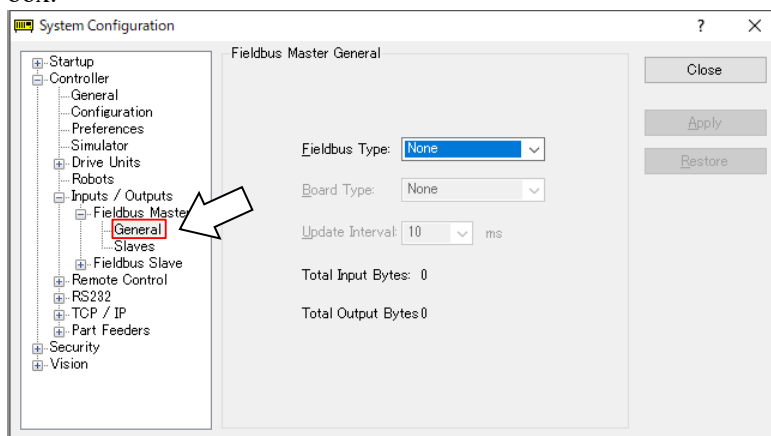 System Configuration ? ×
Startup
Controller
General
Configuration
Preferences
Simulator
Drive Units
Robots
Inputs / Outputs
Fieldbus Master
General
Slaves
Fieldbus Slave
Remote Control
RS232
TCP / IP
Part Feeders
Security
Vision
Fieldbus Master General
Fieldbus Type: None
Board Type: None
Update Interval: 10 ms
Total Input Bytes: 0
Total Output Bytes 0
Close
Apply
Restore